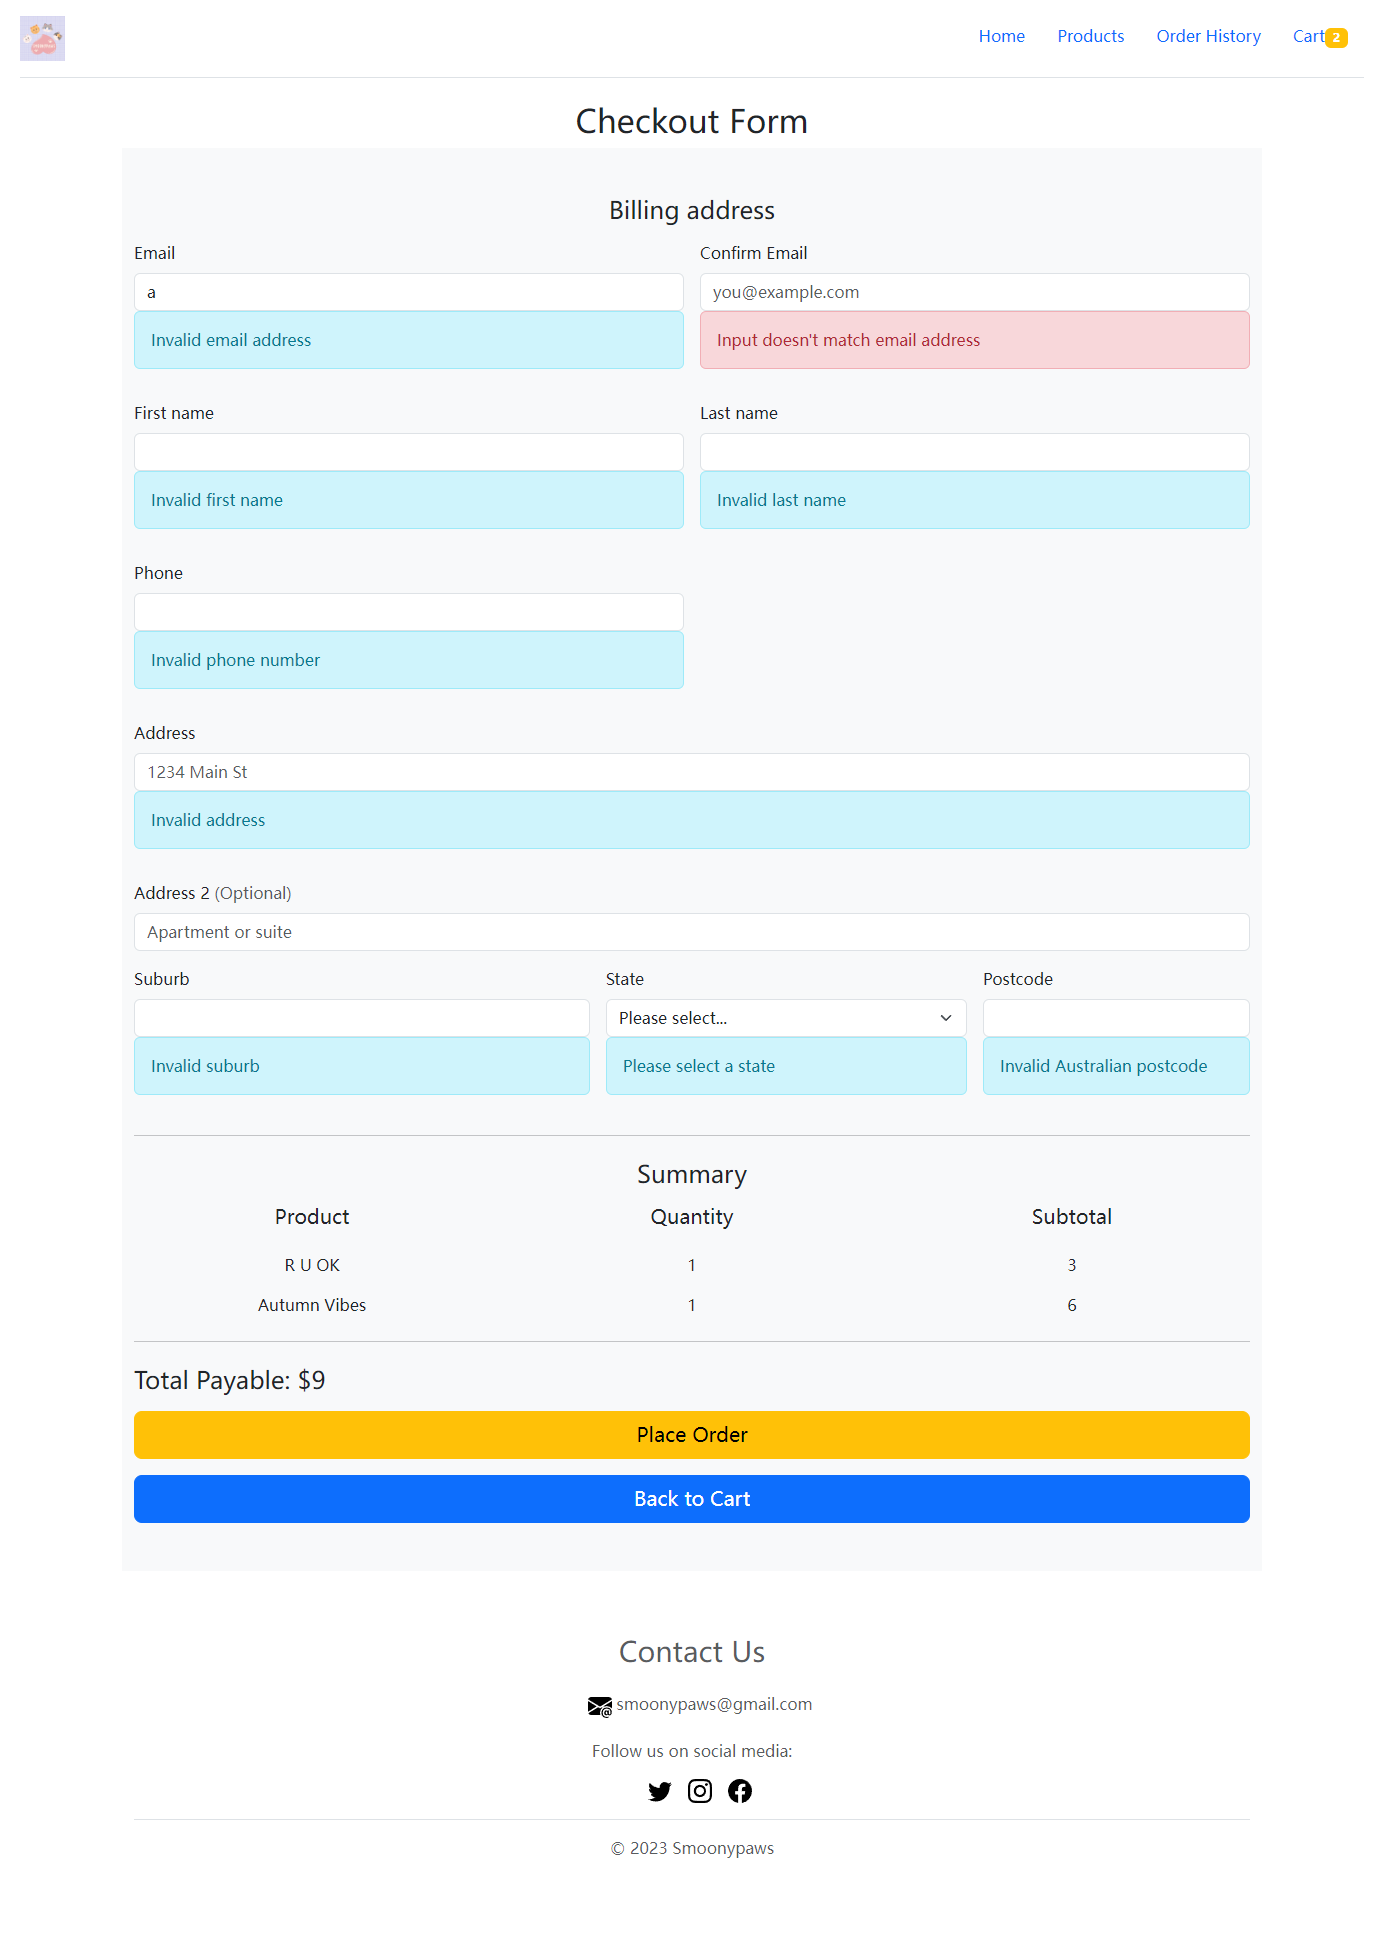 Home Products Order History Cart 2
Checkout Form
Billing address
Email Confirm Email
a you@example.com
Invalid email address Input doesn't match email address
First name Last name
Invalid first name Invalid last name
Phone
Invalid phone number
Address
1234 Main St
Invalid address
Address 2 (Optional)
Apartment or suite
Suburb State Postcode
Please select...
Invalid suburb Please select a state Invalid Australian postcode
Summary
Product Quantity Subtotal
R U OK 1 3
Autumn Vibes 1 6
Total Payable: $9
Place Order
Back to Cart
Contact Us
smoonypaws@gmail.com
Follow us on social media:
© 2023 Smoonypaws